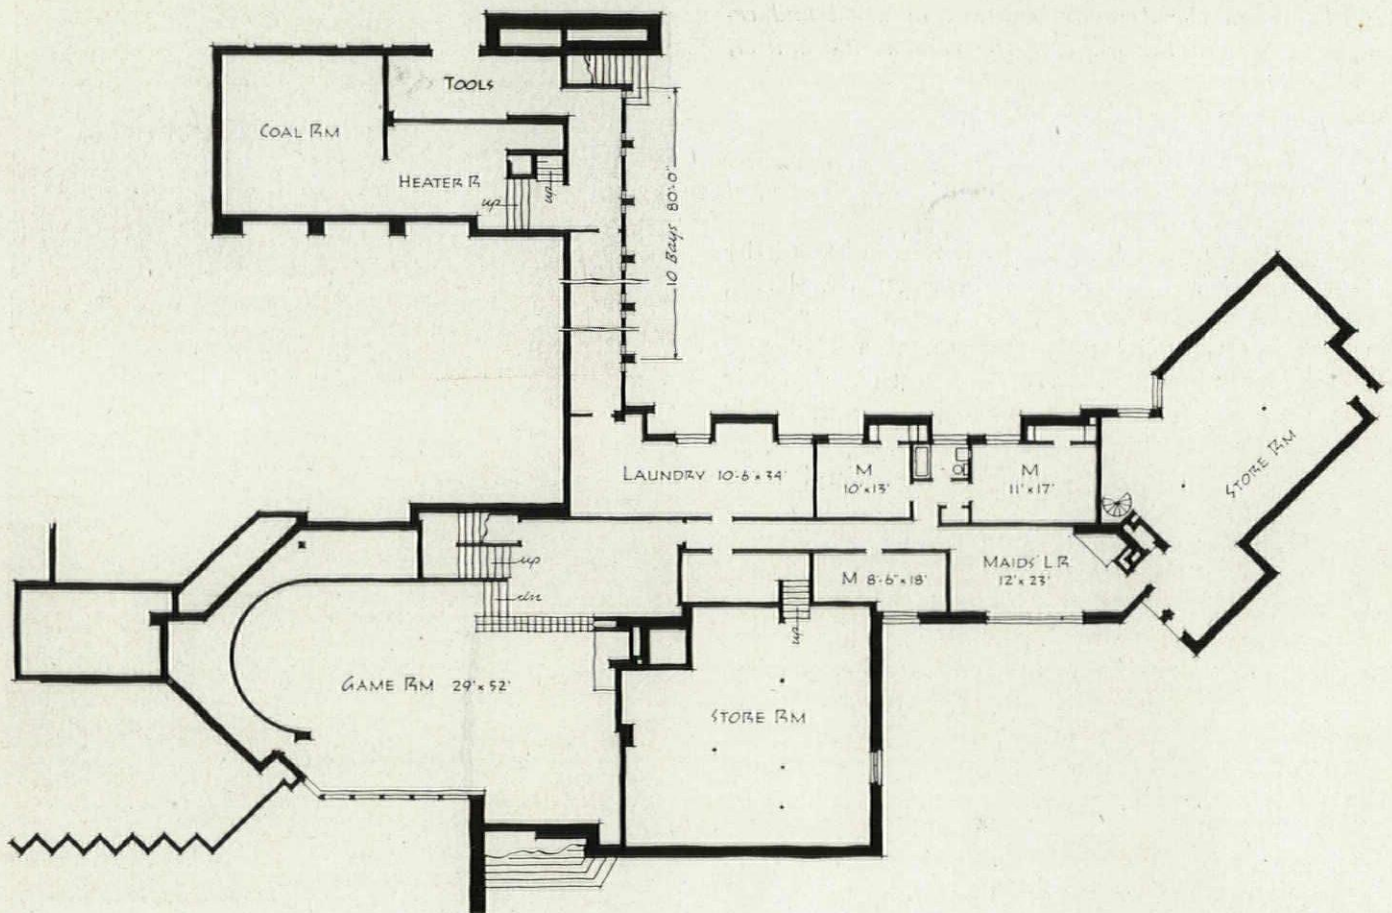 TOOLS
COAL RM
HEATER R
up
up
10 Bays 80'-0"
LAUNDRY 10-6' x 34'
M
10' x 13'
M
11' x 17'
STORE RM
up
dn
M 8'-6" x 18'
MAIDS' L R
12' x 23'
up
GAME RM 29' x 52'
STORE RM